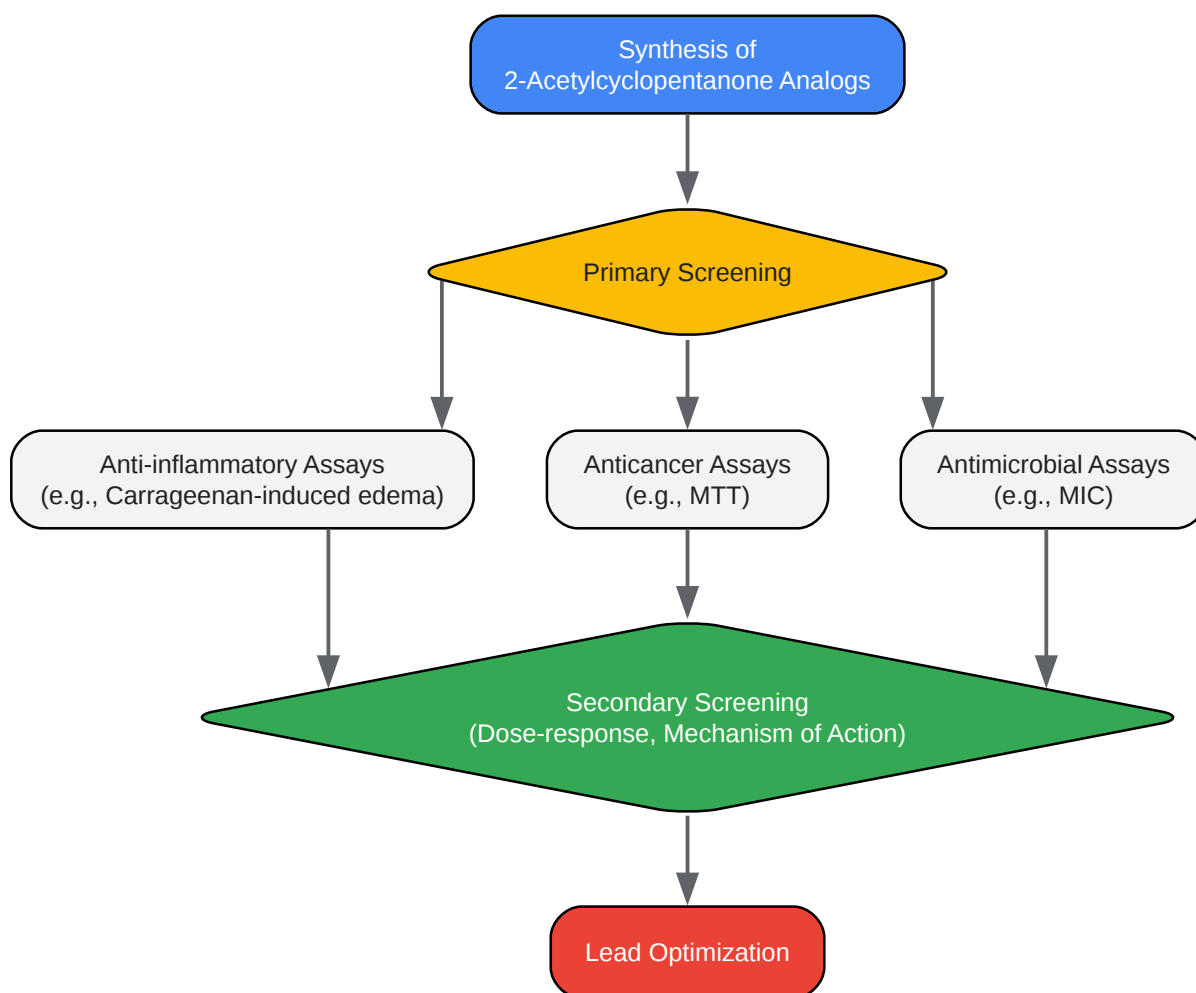 Synthesis of
2-Acetylcyclopentanone Analogs
Primary Screening
Anti-inflammatory Assays
(e.g., Carrageenan-induced edema)
Anticancer Assays
(e.g., MTT)
Antimicrobial Assays
(e.g., MIC)
Secondary Screening
(Dose-response, Mechanism of Action)
Lead Optimization